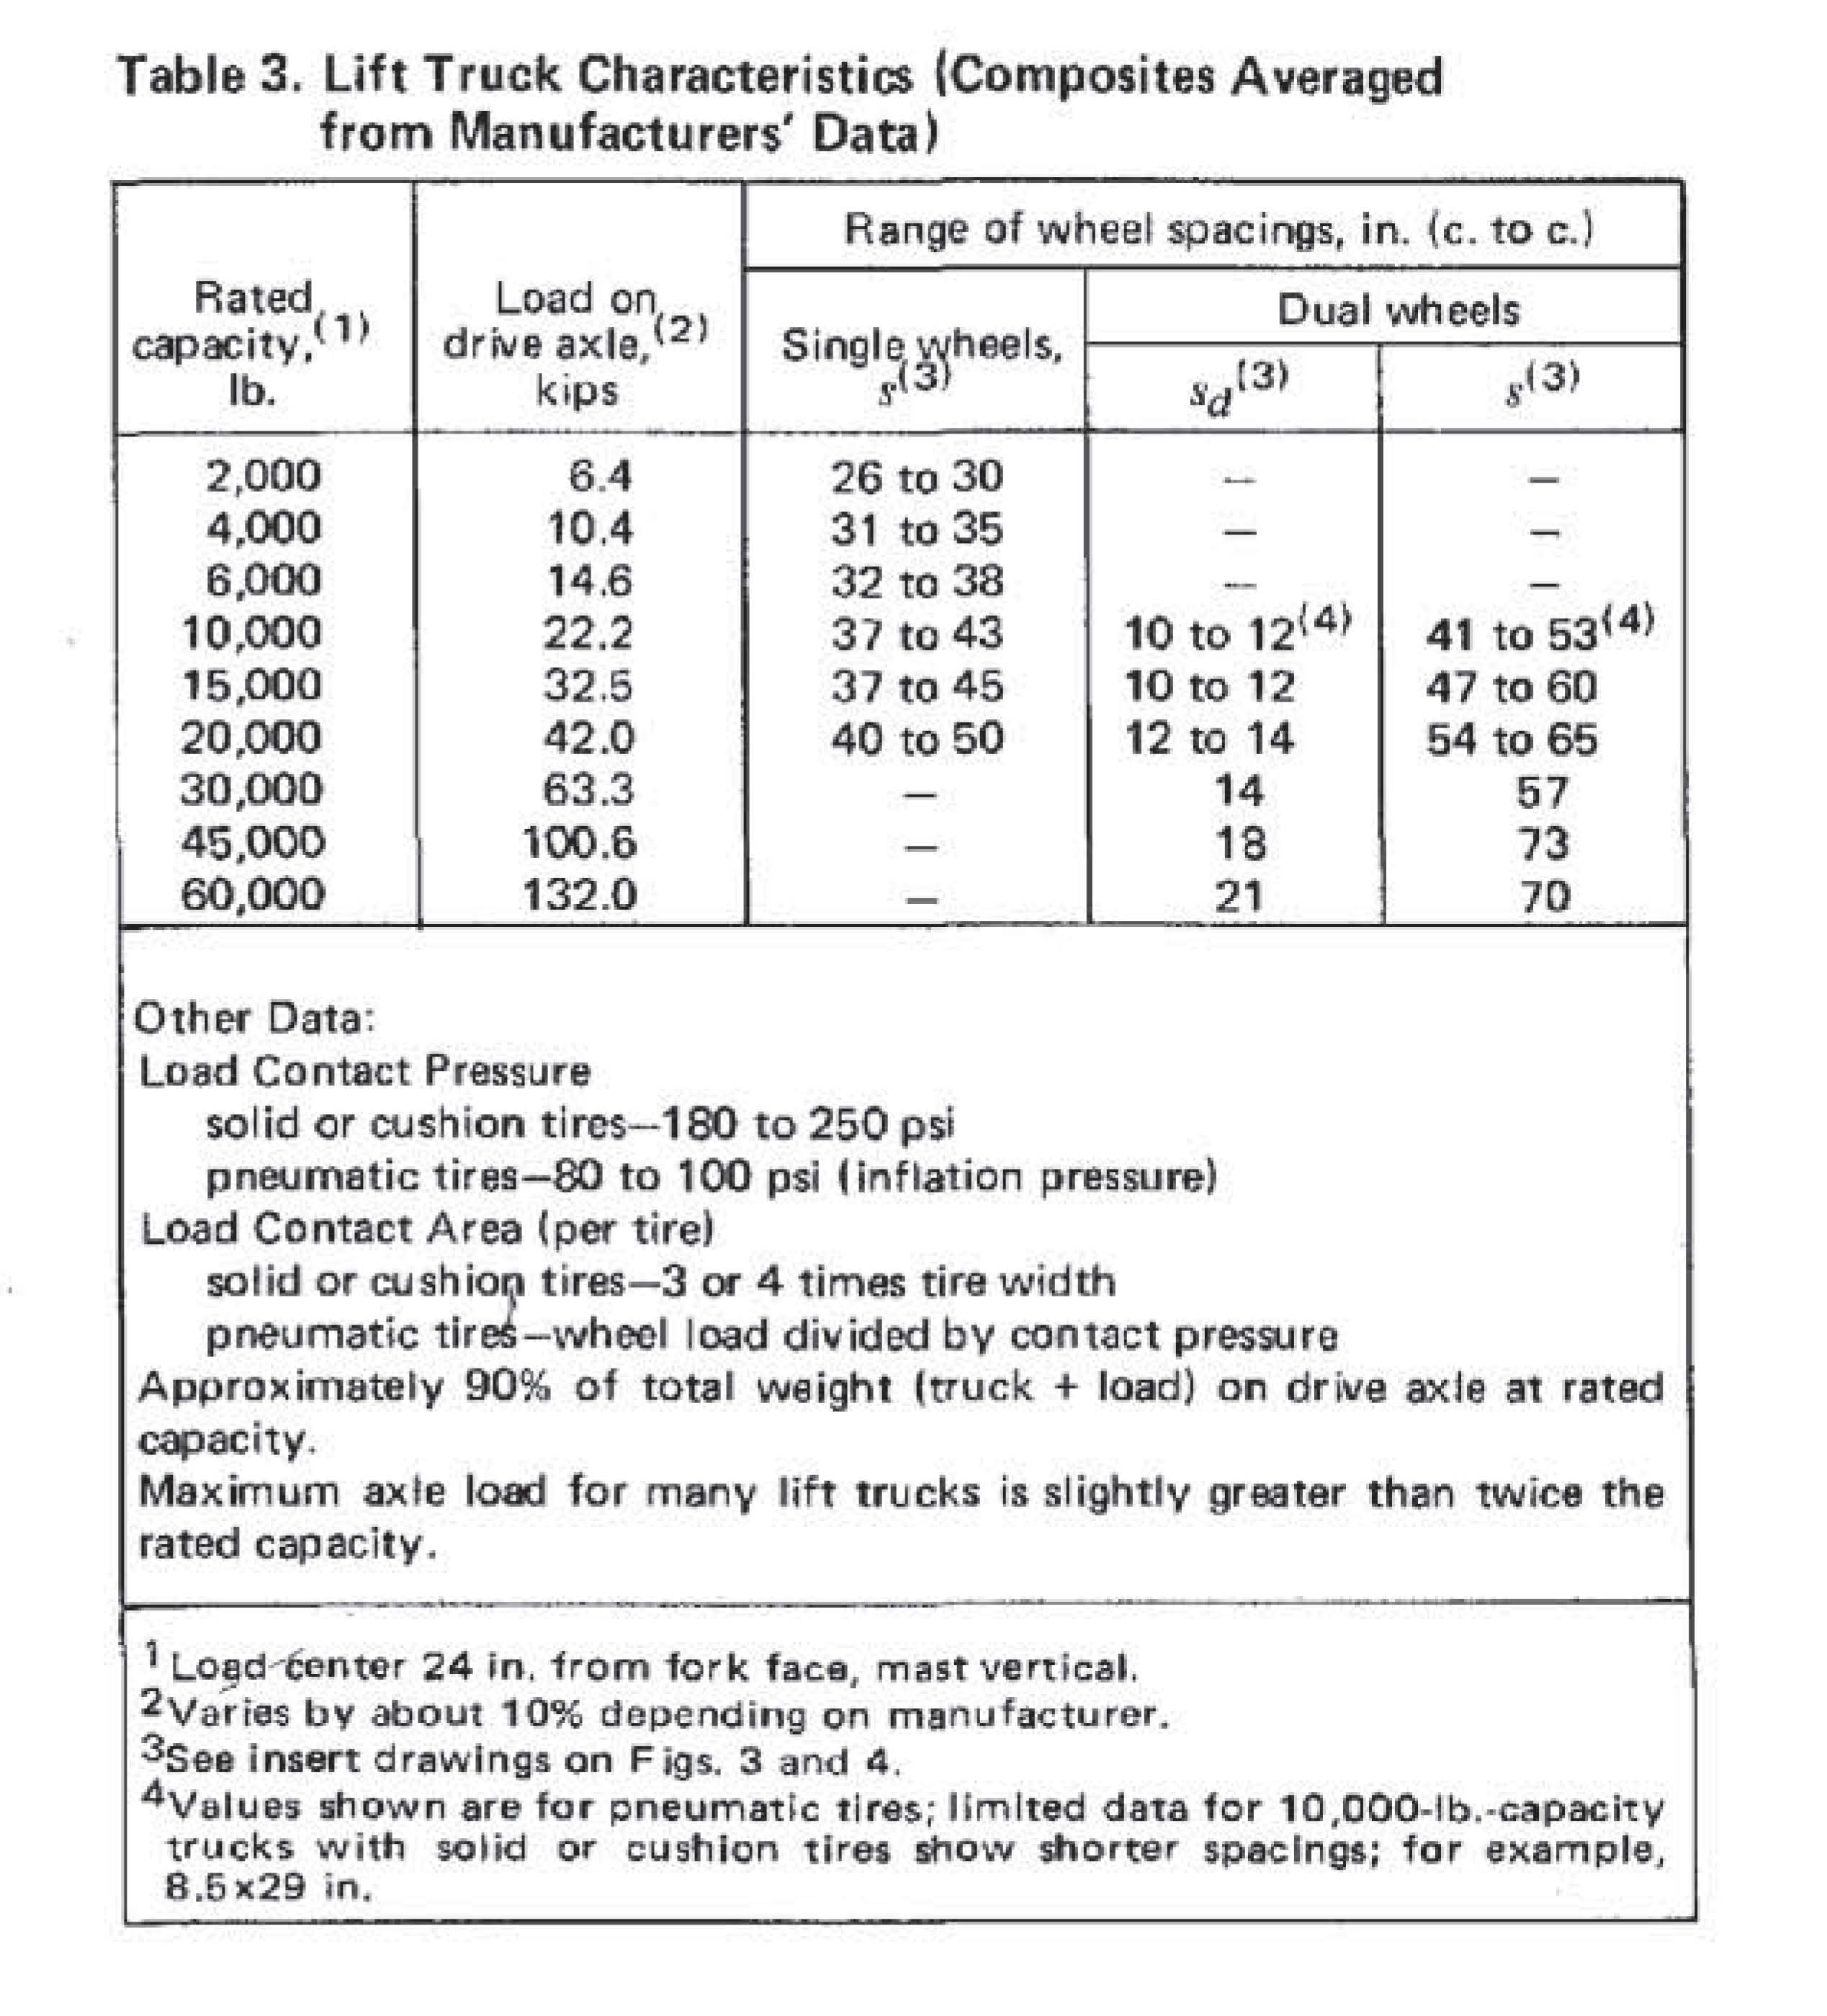 Table 3. Lift Truck Characteristics (Composites Averaged
from Manufacturers' Data)
Range of wheel spacings, in. (c. to c.)
Rated capacity,(1) lb.
Load on drive axle,(2) kips
Single wheels, s(3)
Dual wheels
sd(3) s(3)
2,000 6.4 26 to 30 – –
4,000 10.4 31 to 35 – –
6,000 14.6 32 to 38 – –
10,000 22.2 37 to 43 10 to 12(4) 41 to 53(4)
15,000 32.5 37 to 45 10 to 12 47 to 60
20,000 42.0 40 to 50 12 to 14 54 to 65
30,000 63.3 – 14 57
45,000 100.6 – 18 73
60,000 132.0 – 21 70
Other Data:
Load Contact Pressure
solid or cushion tires—180 to 250 psi
pneumatic tires—80 to 100 psi (inflation pressure)
Load Contact Area (per tire)
solid or cushion tires—3 or 4 times tire width
pneumatic tires—wheel load divided by contact pressure
Approximately 90% of total weight (truck + load) on drive axle at rated
capacity.
Maximum axle load for many lift trucks is slightly greater than twice the
rated capacity.
1 Load center 24 in. from fork face, mast vertical.
2 Varies by about 10% depending on manufacturer.
3 See insert drawings on Figs. 3 and 4.
4 Values shown are for pneumatic tires; limited data for 10,000-lb.-capacity
trucks with solid or cushion tires show shorter spacings; for example,
8.5x29 in.